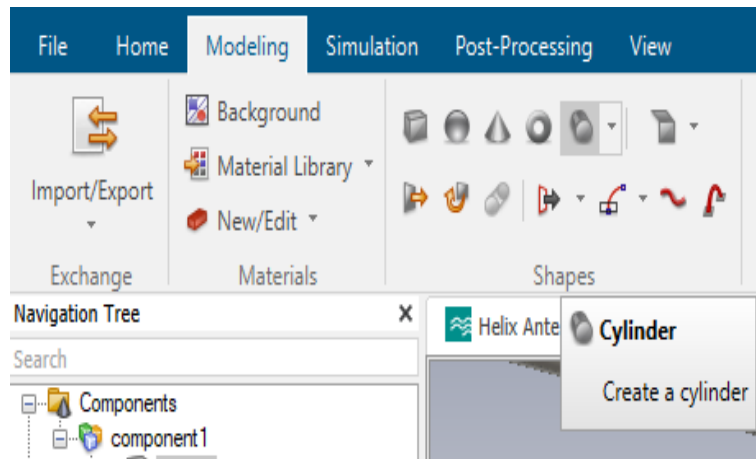 File Home Modeling Simulation Post-Processing View
Background
Material Library
Import/Export
New/Edit
Exchange Materials Shapes
Navigation Tree
Helix Ante
Cylinder
Search
Create a cylinder
Components
component1